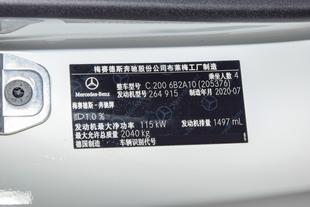 梅赛德斯奔驰股份公司布莱梅工厂制造
乘坐人数 4
Mercedes-Benz
整车型号 C 200 6B2A10 (205376)
发动机型号 264 915 制造年月 2020-07
梅赛德斯-奔驰牌
1.0 %
发动机最大净功率 115 kW 发动机排量 1497 mL
最大允许总质量 2040 kg
德国制造 车辆识别代号